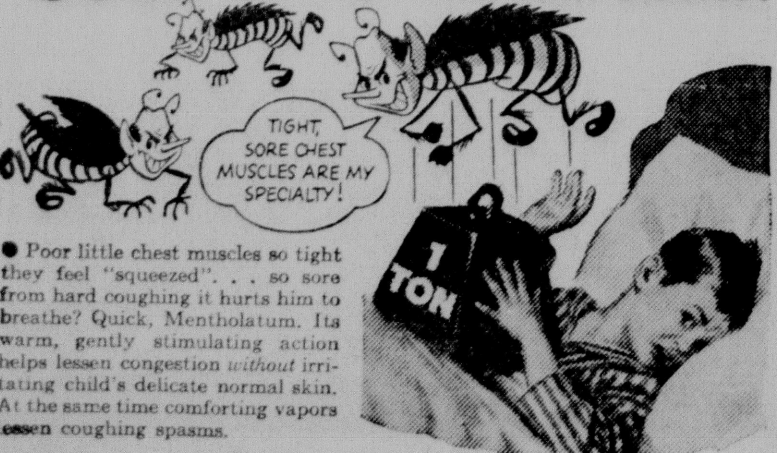 TIGHT,
SORE CHEST
MUSCLES ARE MY
SPECIALTY!
1
TON
● Poor little chest muscles so tight
they feel "squeezed". . . so sore
from hard coughing it hurts him to
breathe? Quick, Mentholatum. Its
warm, gently stimulating action
helps lessen congestion without irri-
tating child's delicate normal skin.
At the same time comforting vapors
lessen coughing spasms.